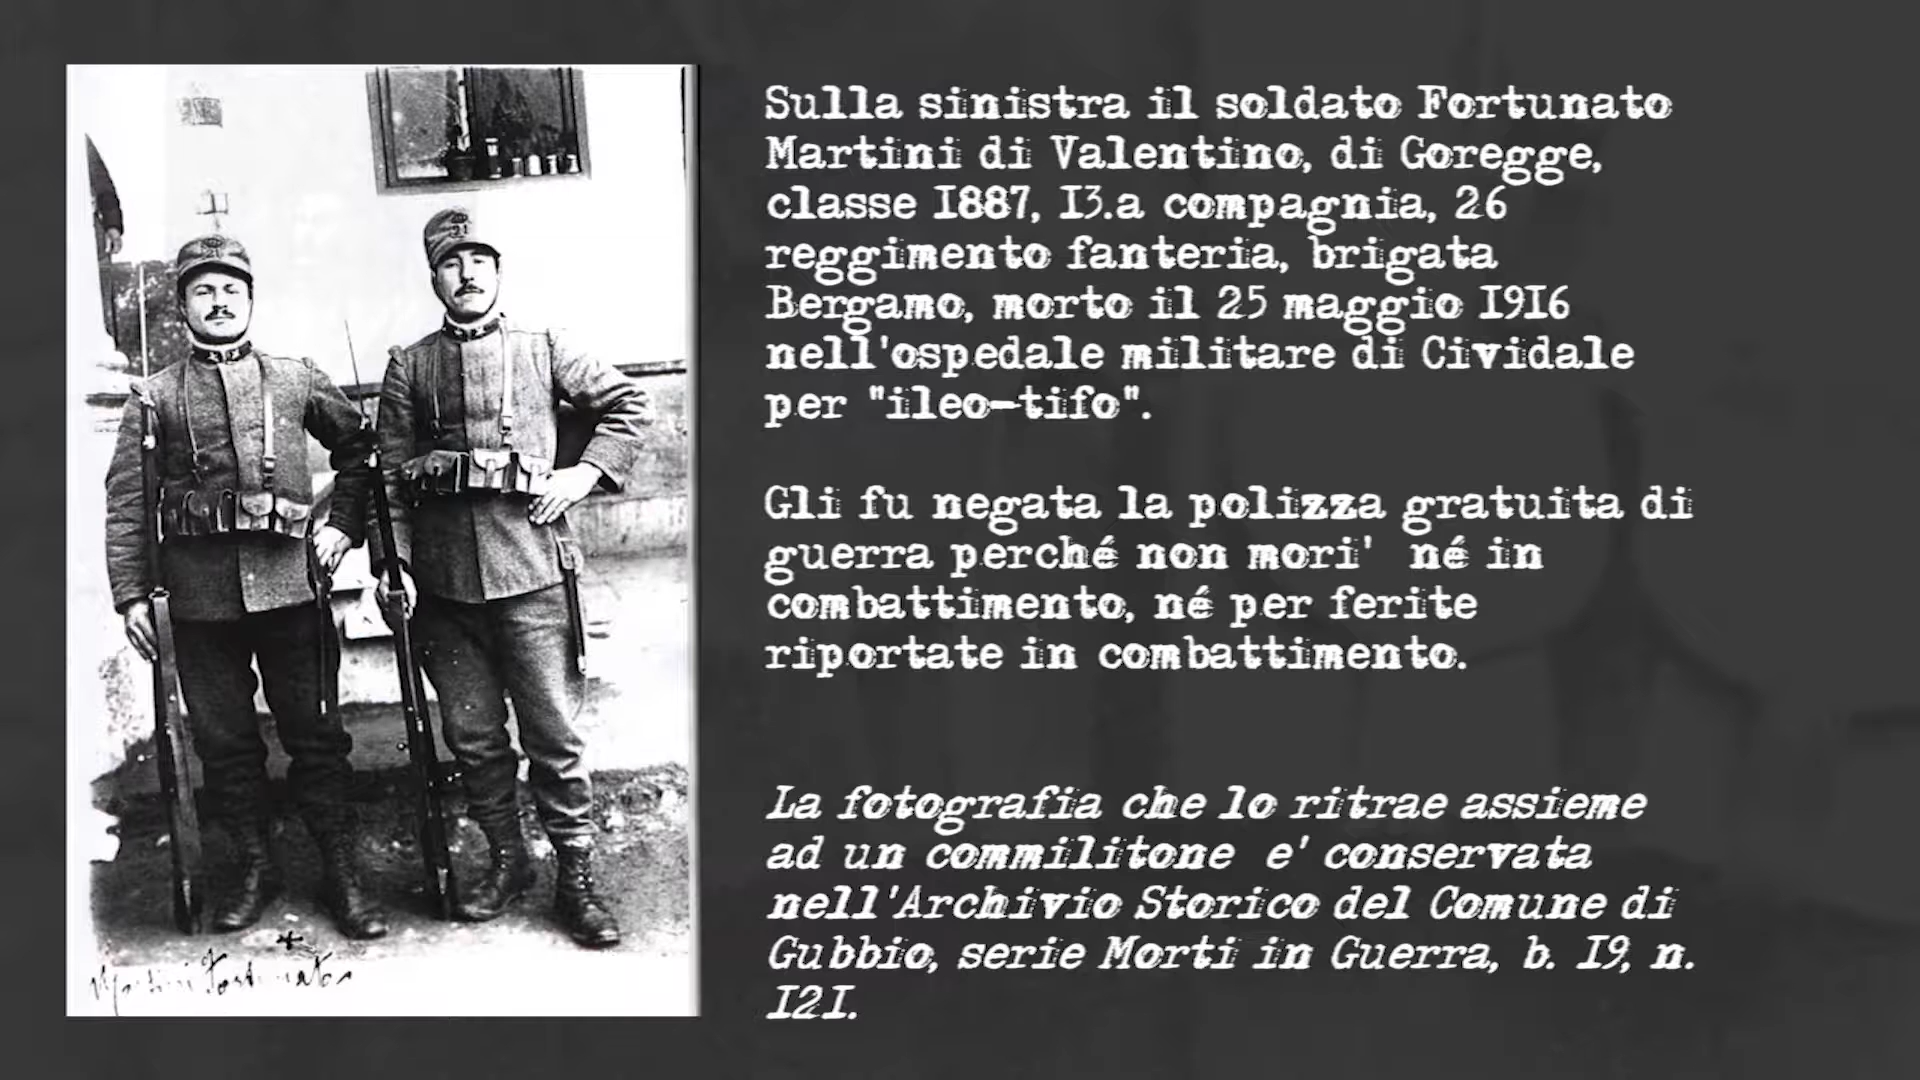 Sulla sinistra il soldato Fortunato
Martini di Valentino, di Goregge,
classe 1887, 13.a compagnia, 26
reggimento fanteria, brigata
Bergamo, morto il 25 maggio 1916
nell'ospedale militare di Cividale
per "ileo-tifo".
Gli fu negata la polizza gratuita di
guerra perché non mori' né in
combattimento, né per ferite
riportate in combattimento.
La fotografia che lo ritrae assieme
ad un commilitone e' conservata
nell'Archivio Storico del Comune di
Gubbio, serie Morti in Guerra, b. 19, n.
121.
Martini Fortunato